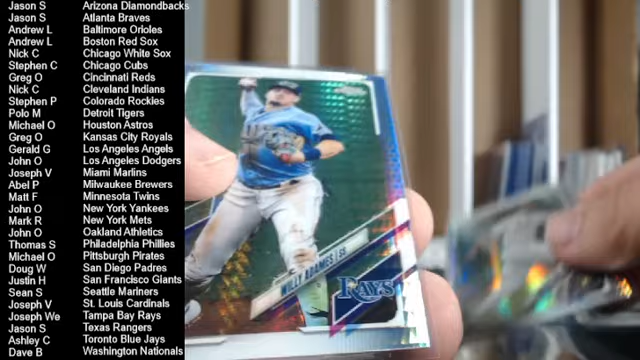 Jason S Arizona Diamondbacks
Jason S Atlanta Braves
Andrew L Baltimore Orioles
Andrew L Boston Red Sox
Nick C Chicago White Sox
Stephen C Chicago Cubs
Greg O Cincinnati Reds
Nick C Cleveland Indians
Stephen P Colorado Rockies
Polo M Detroit Tigers
Michael O Houston Astros
Greg O Kansas City Royals
Gerald G Los Angeles Angels
John O Los Angeles Dodgers
Joseph V Miami Marlins
Abel P Milwaukee Brewers
Matt F Minnesota Twins
John O New York Yankees
Mark R New York Mets
John O Oakland Athletics
Thomas S Philadelphia Phillies
Michael O Pittsburg Pirates
Doug W San Diego Padres
Justin H San Francisco Giants
Sean S Seattle Mariners
Joseph V St. Louis Cardinals
Joseph We Tampa Bay Rays
Jason S Texas Rangers
Ashley C Toronto Blue Jays
Dave B Washington Nationals
WILLY ADAMES SS
RAYS